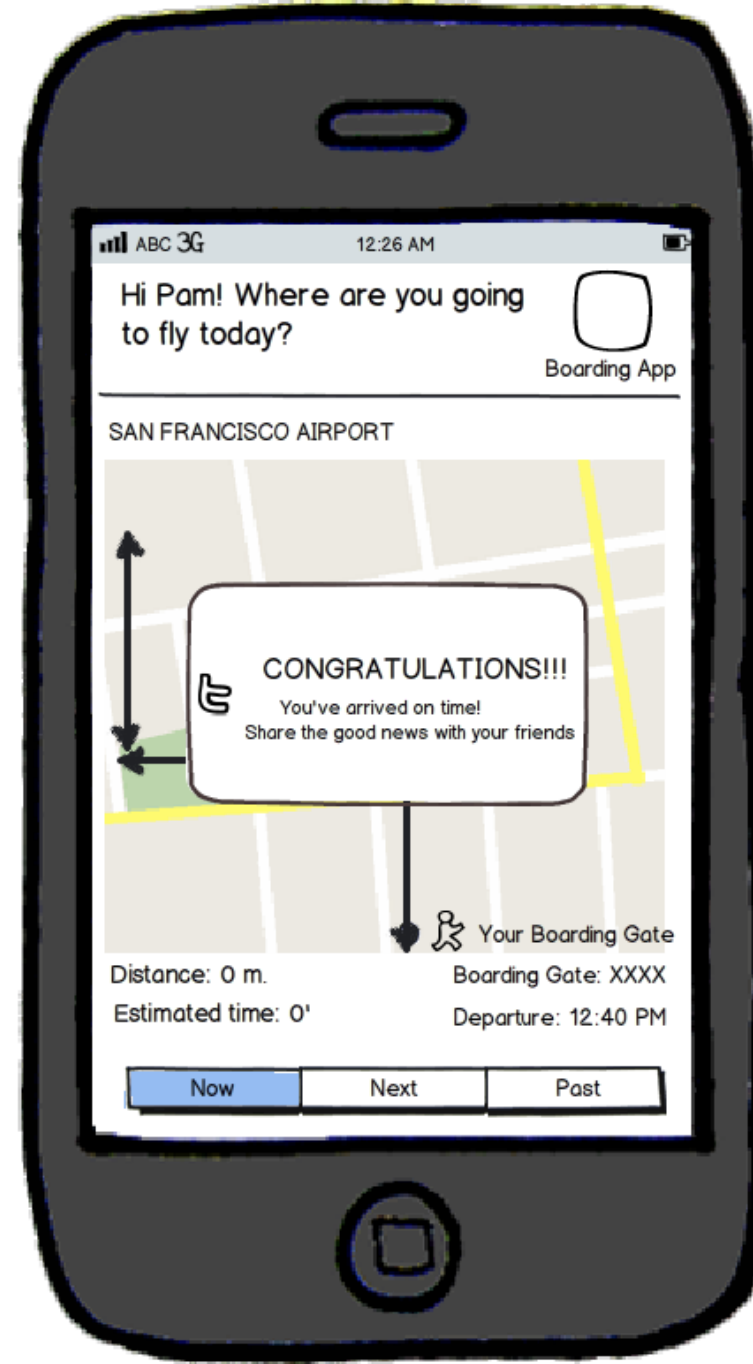 ABC 3G 12:26 AM
Hi Pam! Where are you going
to fly today?
Boarding App
SAN FRANCISCO AIRPORT
CONGRATULATIONS!!!
You've arrived on time!
Share the good news with your friends
Your Boarding Gate
Distance: 0 m. Boarding Gate: XXXX
Estimated time: 0' Departure: 12:40 PM
Now Next Past